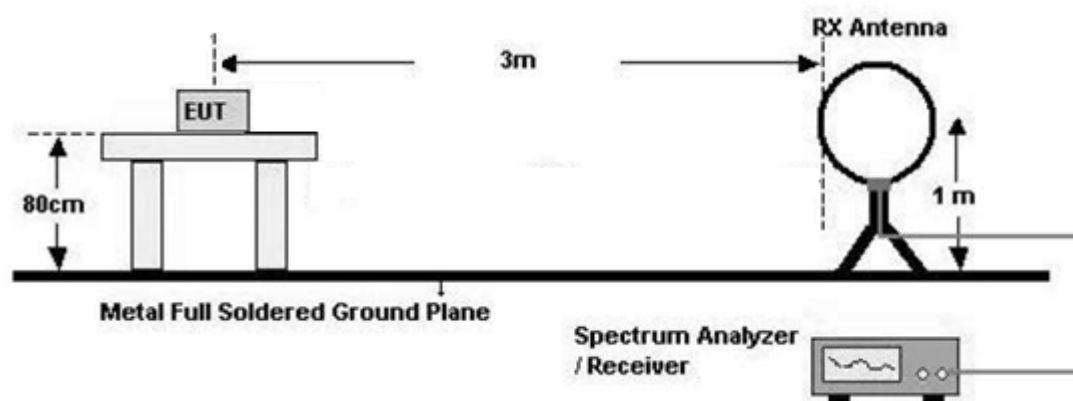 RX Antenna
3m
EUT
80cm
1 m
Metal Full Soldered Ground Plane
Spectrum Analyzer
/ Receiver